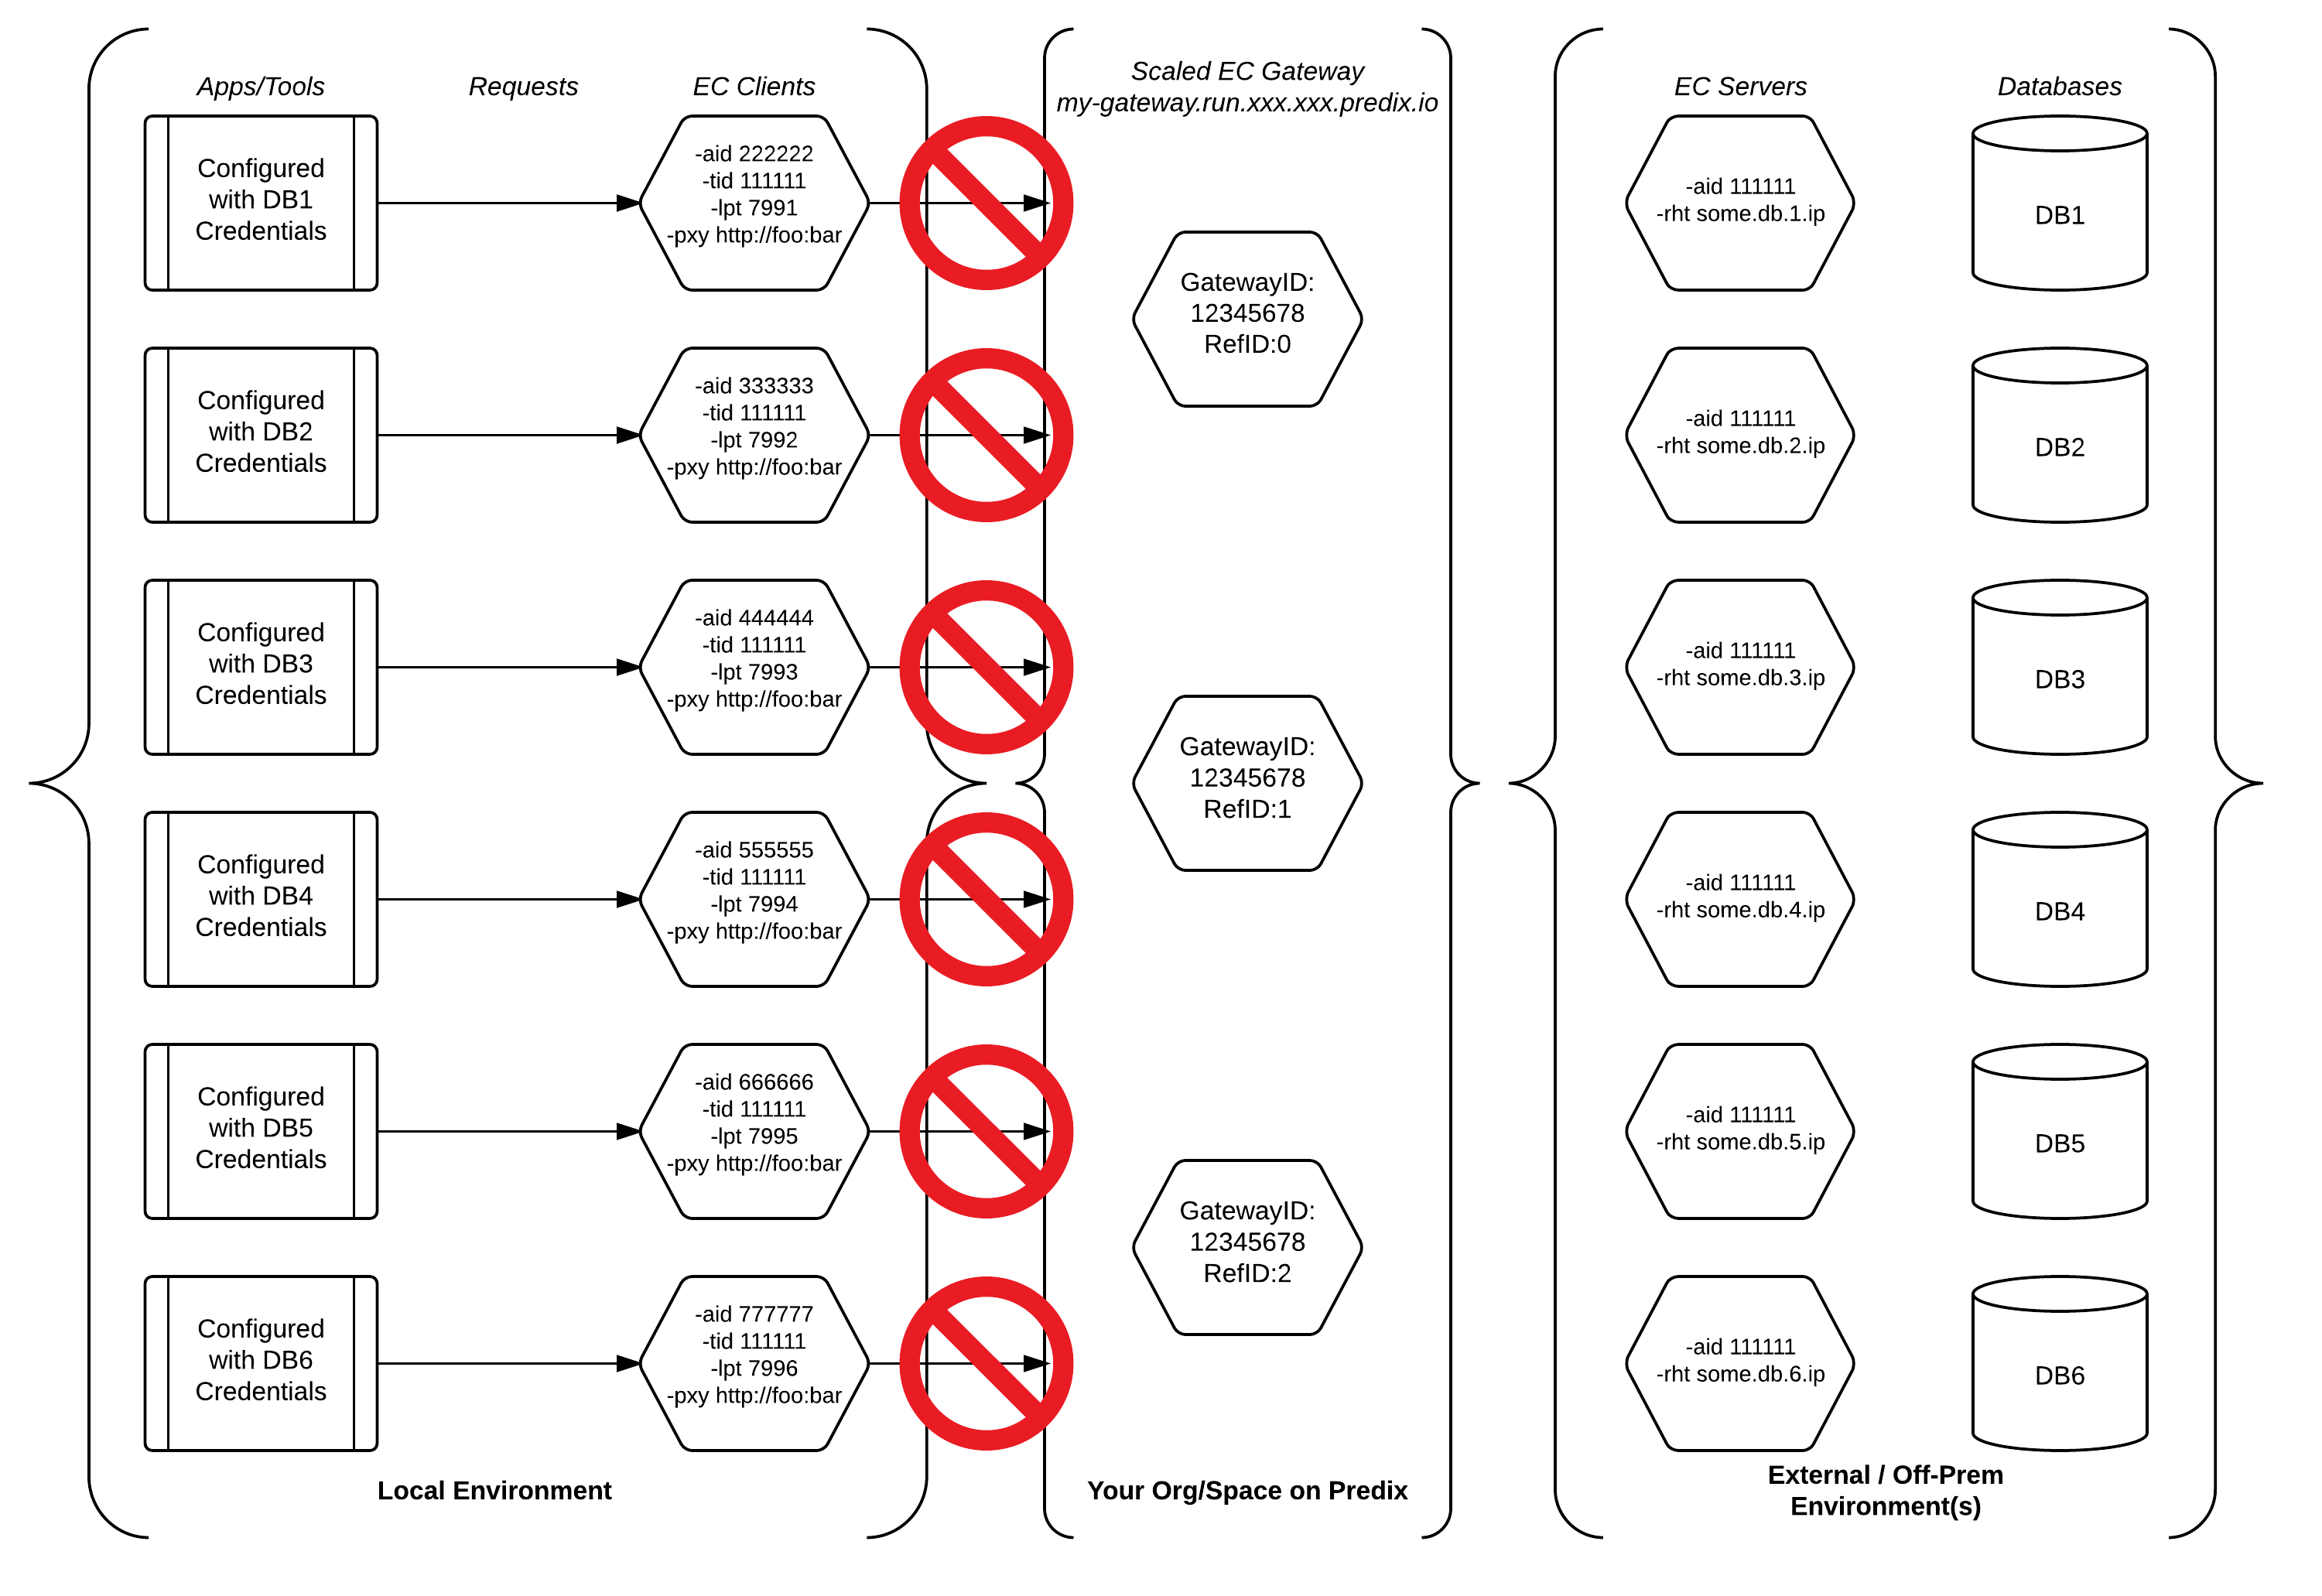 Apps/Tools
Requests
EC Clients
Scaled EC Gateway
my-gateway.run.xxx.xxx.predix.io
EC Servers
Databases
Configured
with DB1
Credentials
-aid 222222
-tid 111111
-lpt 7991
-pxy http://foo:bar
-aid 111111
-rht some.db.1.ip
DB1
GatewayID:
12345678
RefID:0
Configured
with DB2
Credentials
-aid 333333
-tid 111111
-lpt 7992
-pxy http://foo:bar
-aid 111111
-rht some.db.2.ip
DB2
Configured
with DB3
Credentials
-aid 444444
-tid 111111
-lpt 7993
-pxy http://foo:bar
-aid 111111
-rht some.db.3.ip
DB3
GatewayID:
12345678
RefID:1
Configured
with DB4
Credentials
-aid 555555
-tid 111111
-lpt 7994
-pxy http://foo:bar
-aid 111111
-rht some.db.4.ip
DB4
Configured
with DB5
Credentials
-aid 666666
-tid 111111
-lpt 7995
-pxy http://foo:bar
-aid 111111
-rht some.db.5.ip
DB5
GatewayID:
12345678
RefID:2
Configured
with DB6
Credentials
-aid 777777
-tid 111111
-lpt 7996
-pxy http://foo:bar
-aid 111111
-rht some.db.6.ip
DB6
Local Environment
Your Org/Space on Predix
External / Off-Prem
Environment(s)